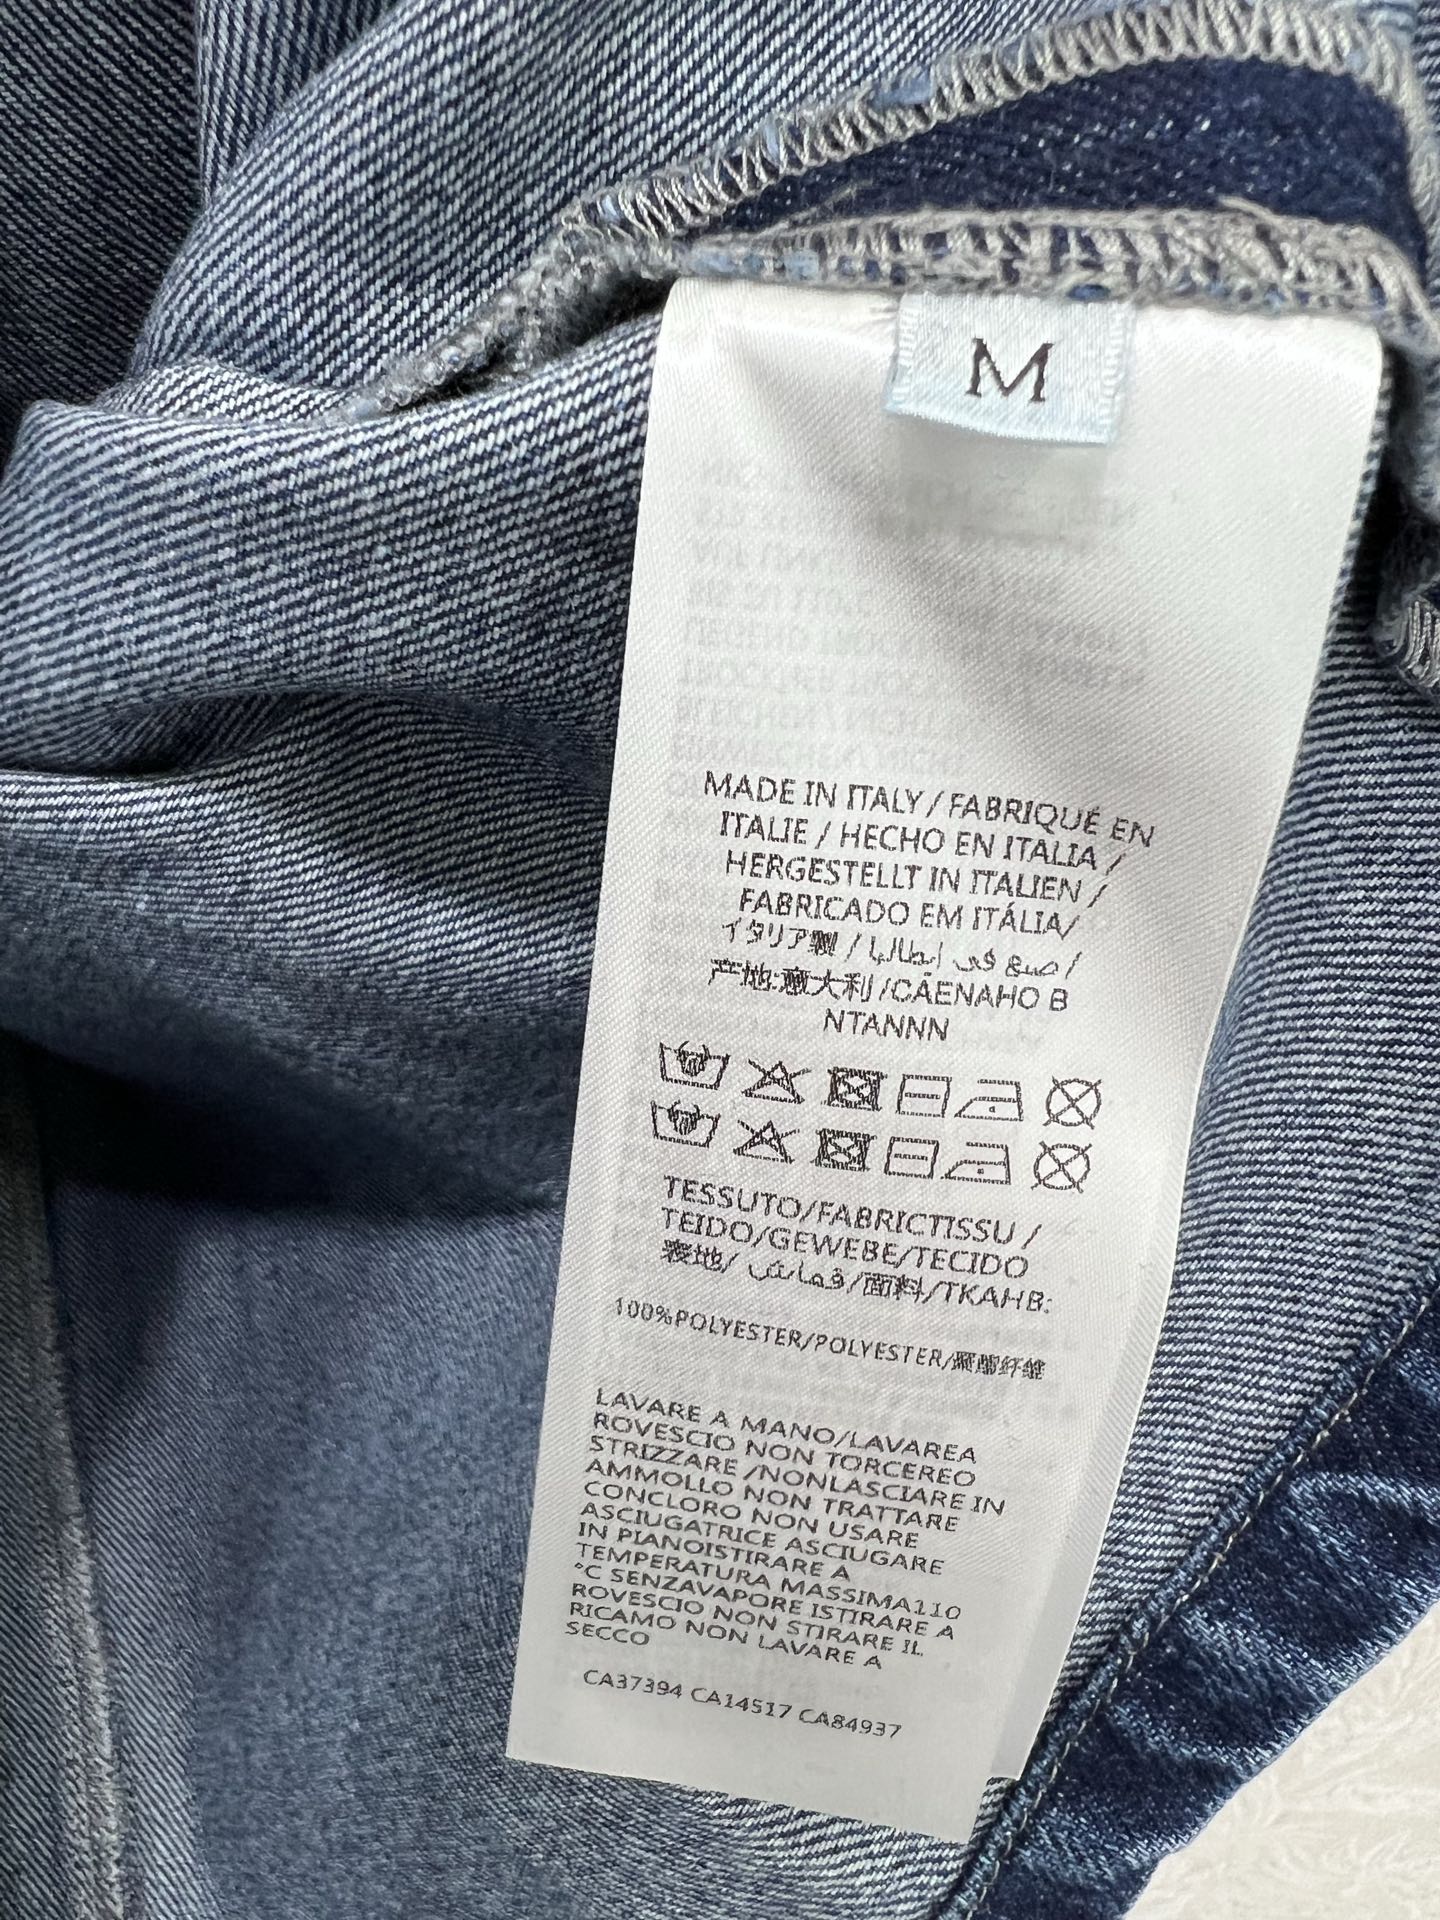 M
MADE IN ITALY / FABRIQUÉ EN
ITALIE / HECHO EN ITALIA /
HERGESTELLT IN ITALIEN /
FABRICADO EM ITÁLIA/
イタリア製 / صنع في إيطاليا /
产地:意大利 /CAENAHO B
NTANNN
TESSUTO/FABRICTISSU /
TEIDO/GEWEBE/TECIDO
表地/ قماش/面料/TKAHB:
100%POLYESTER/POLYESTER/聚酯纤维
LAVARE A MANO/LAVAREA
ROVESCIO NON TORCEREO
STRIZZARE /NONLASCIARE IN
AMMOLLO NON TRATTARE
CONCLORO NON USARE
ASCIUGATRICE ASCIUGARE
IN PIANOISTIRARE A
TEMPERATURA MASSIMA110
°C SENZAVAPORE ISTIRARE A
ROVESCIO NON STIRARE IL
RICAMO NON LAVARE A
SECCO
CA37394 CA14517 CA84937